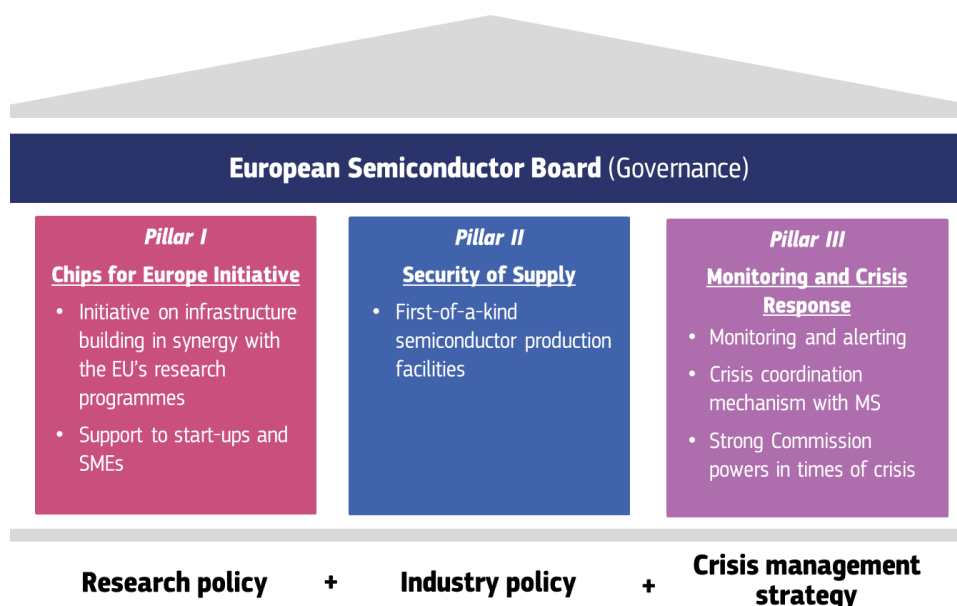 European Semiconductor Board (Governance)
Pillar I
Chips for Europe Initiative
• Initiative on infrastructure
building in synergy with
the EU's research
programmes
• Support to start-ups and
SMEs
Pillar II
Security of Supply
• First-of-a-kind
semiconductor production
facilities
Pillar III
Monitoring and Crisis
Response
• Monitoring and alerting
• Crisis coordination
mechanism with MS
• Strong Commission
powers in times of crisis
Research policy + Industry policy + Crisis management
strategy